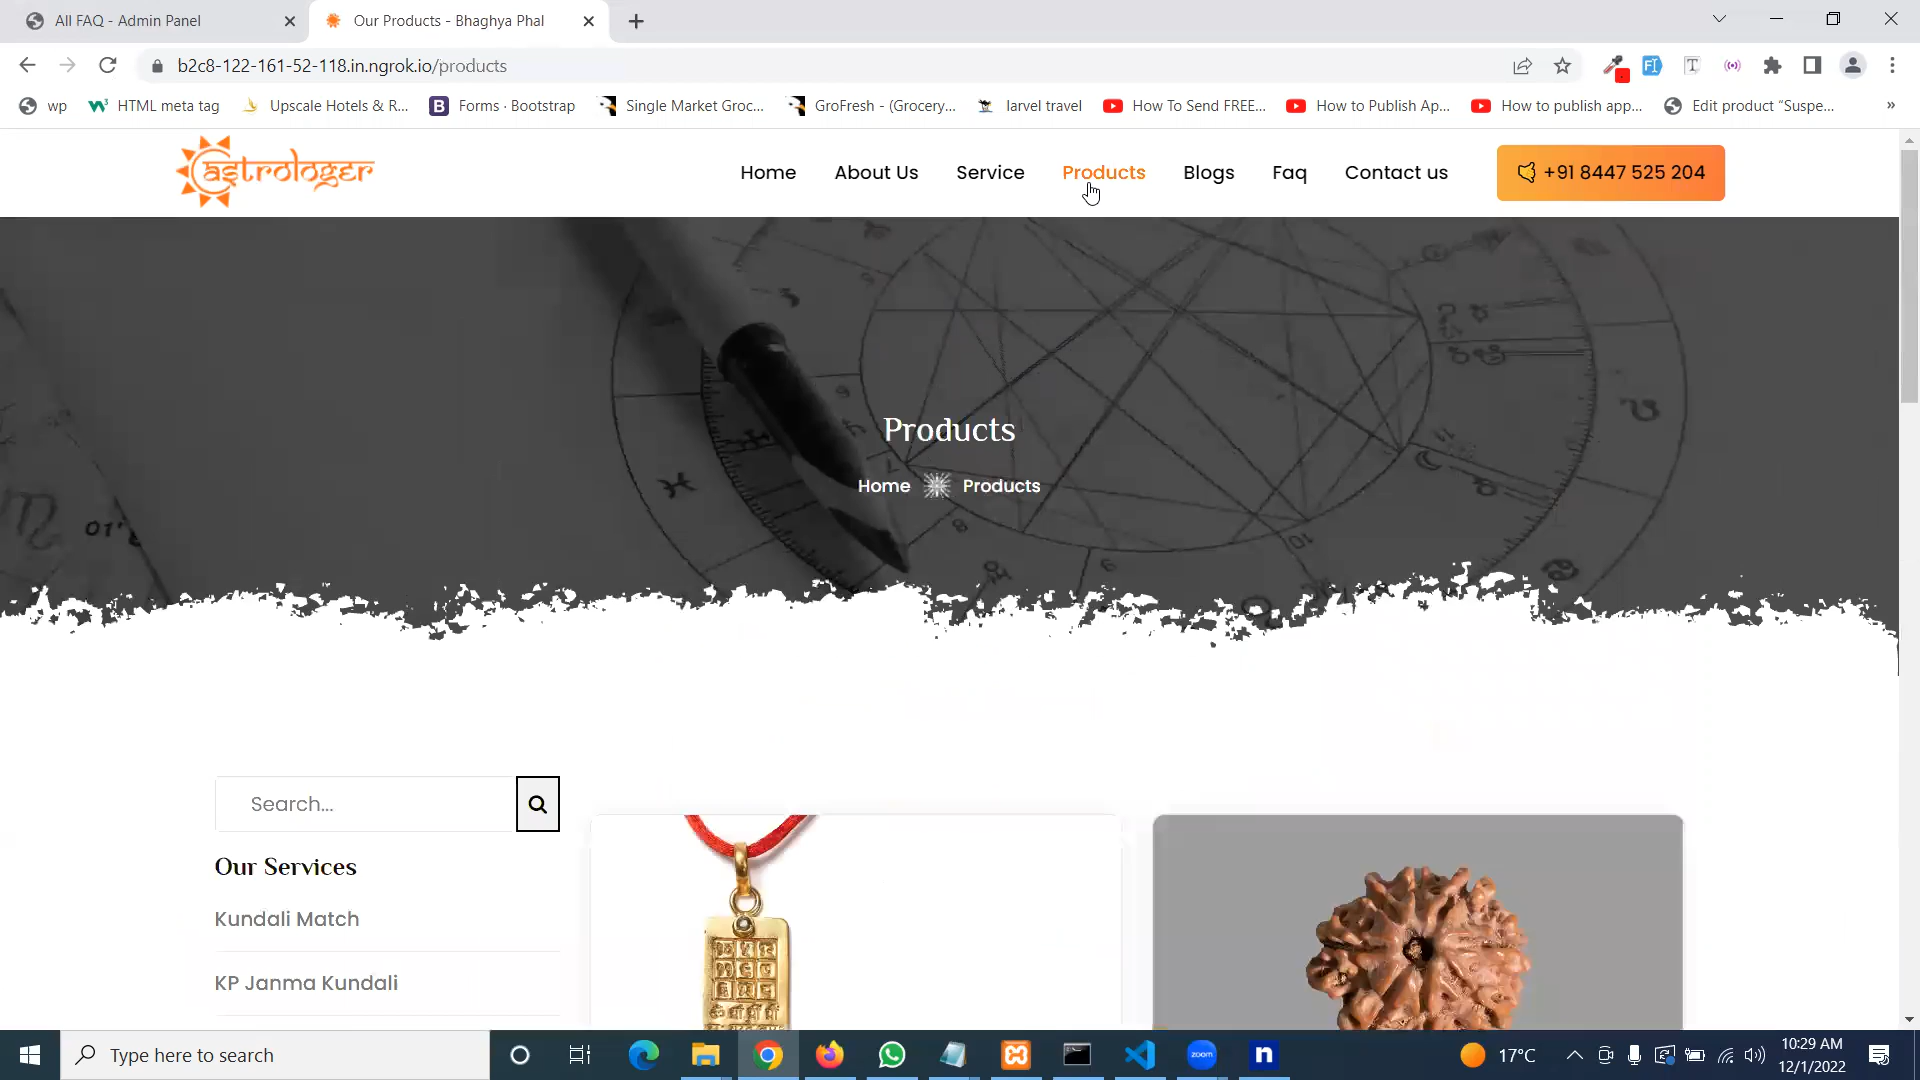 All FAQ - Admin Panel
Our Products - Bhaghya Phal
b2c8-122-161-52-118.in.ngrok.io/products
wp
HTML meta tag
Upscale Hotels & R...
Forms · Bootstrap
Single Market Groc...
GroFresh - (Grocery...
larvel travel
How To Send FREE...
How to Publish Ap...
How to publish app...
Edit product “Suspe...
»
astrologer
Home
About Us
Service
Products
Blogs
Faq
Contact us
+91 8447 525 204
Products
Home
Products
Search...
Our Services
Kundali Match
KP Janma Kundali
Type here to search
17°C
10:29 AM
12/1/2022